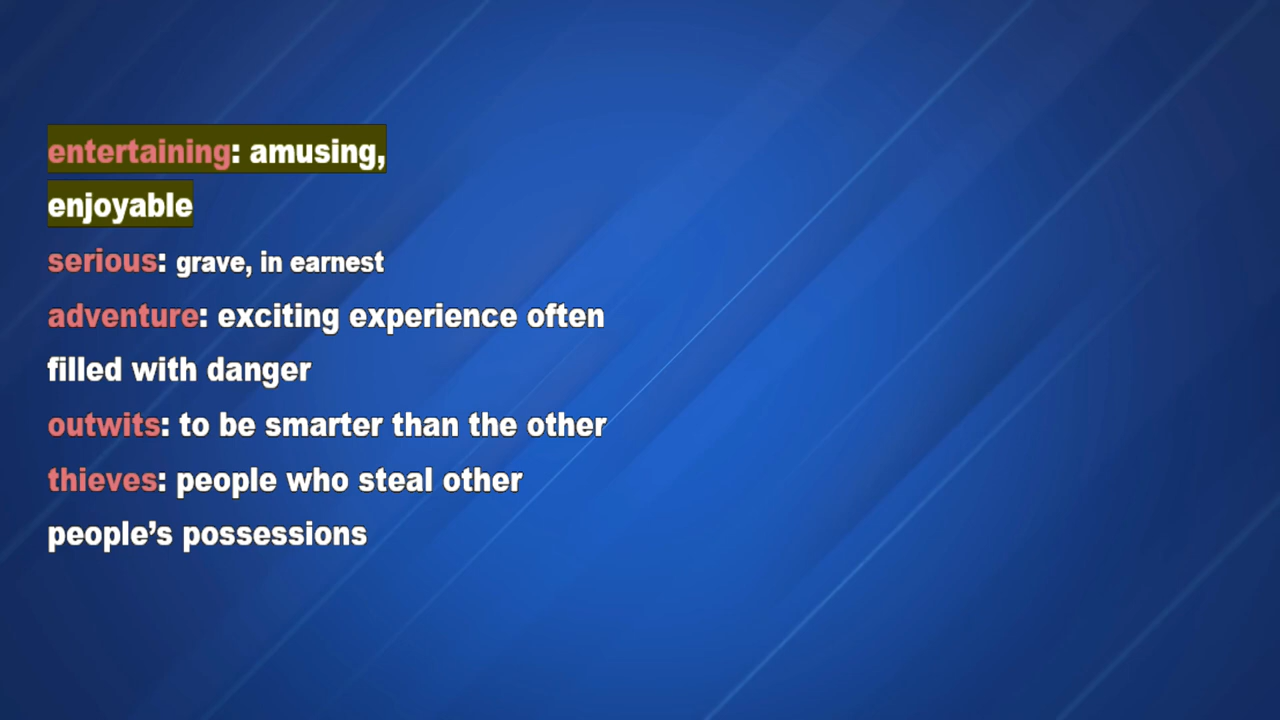 entertaining: amusing,
enjoyable
serious: grave, in earnest
adventure: exciting experience often
filled with danger
outwits: to be smarter than the other
thieves: people who steal other
people’s possessions